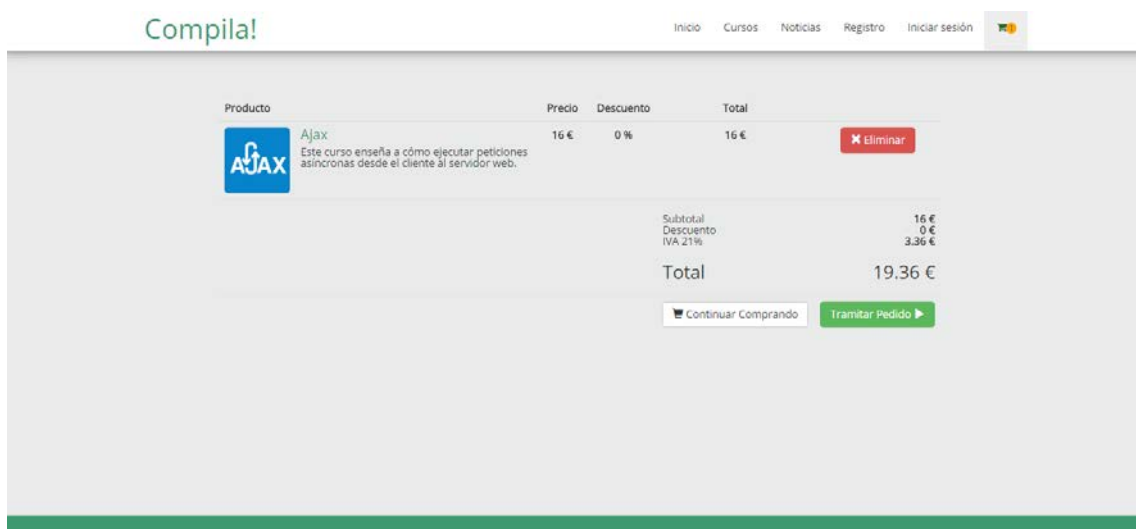 Compila!
Inicio Cursos Noticias Registro Iniciar sesión
Producto Precio Descuento Total
AJAX
Ajax 16 € 0 % 16 € Eliminar
Este curso enseña a cómo ejecutar peticiones
asíncronas desde el cliente al servidor web.
Subtotal 16 €
Descuento 0 €
IVA 21% 3.36 €
Total 19.36 €
Continuar Comprando Tramitar Pedido